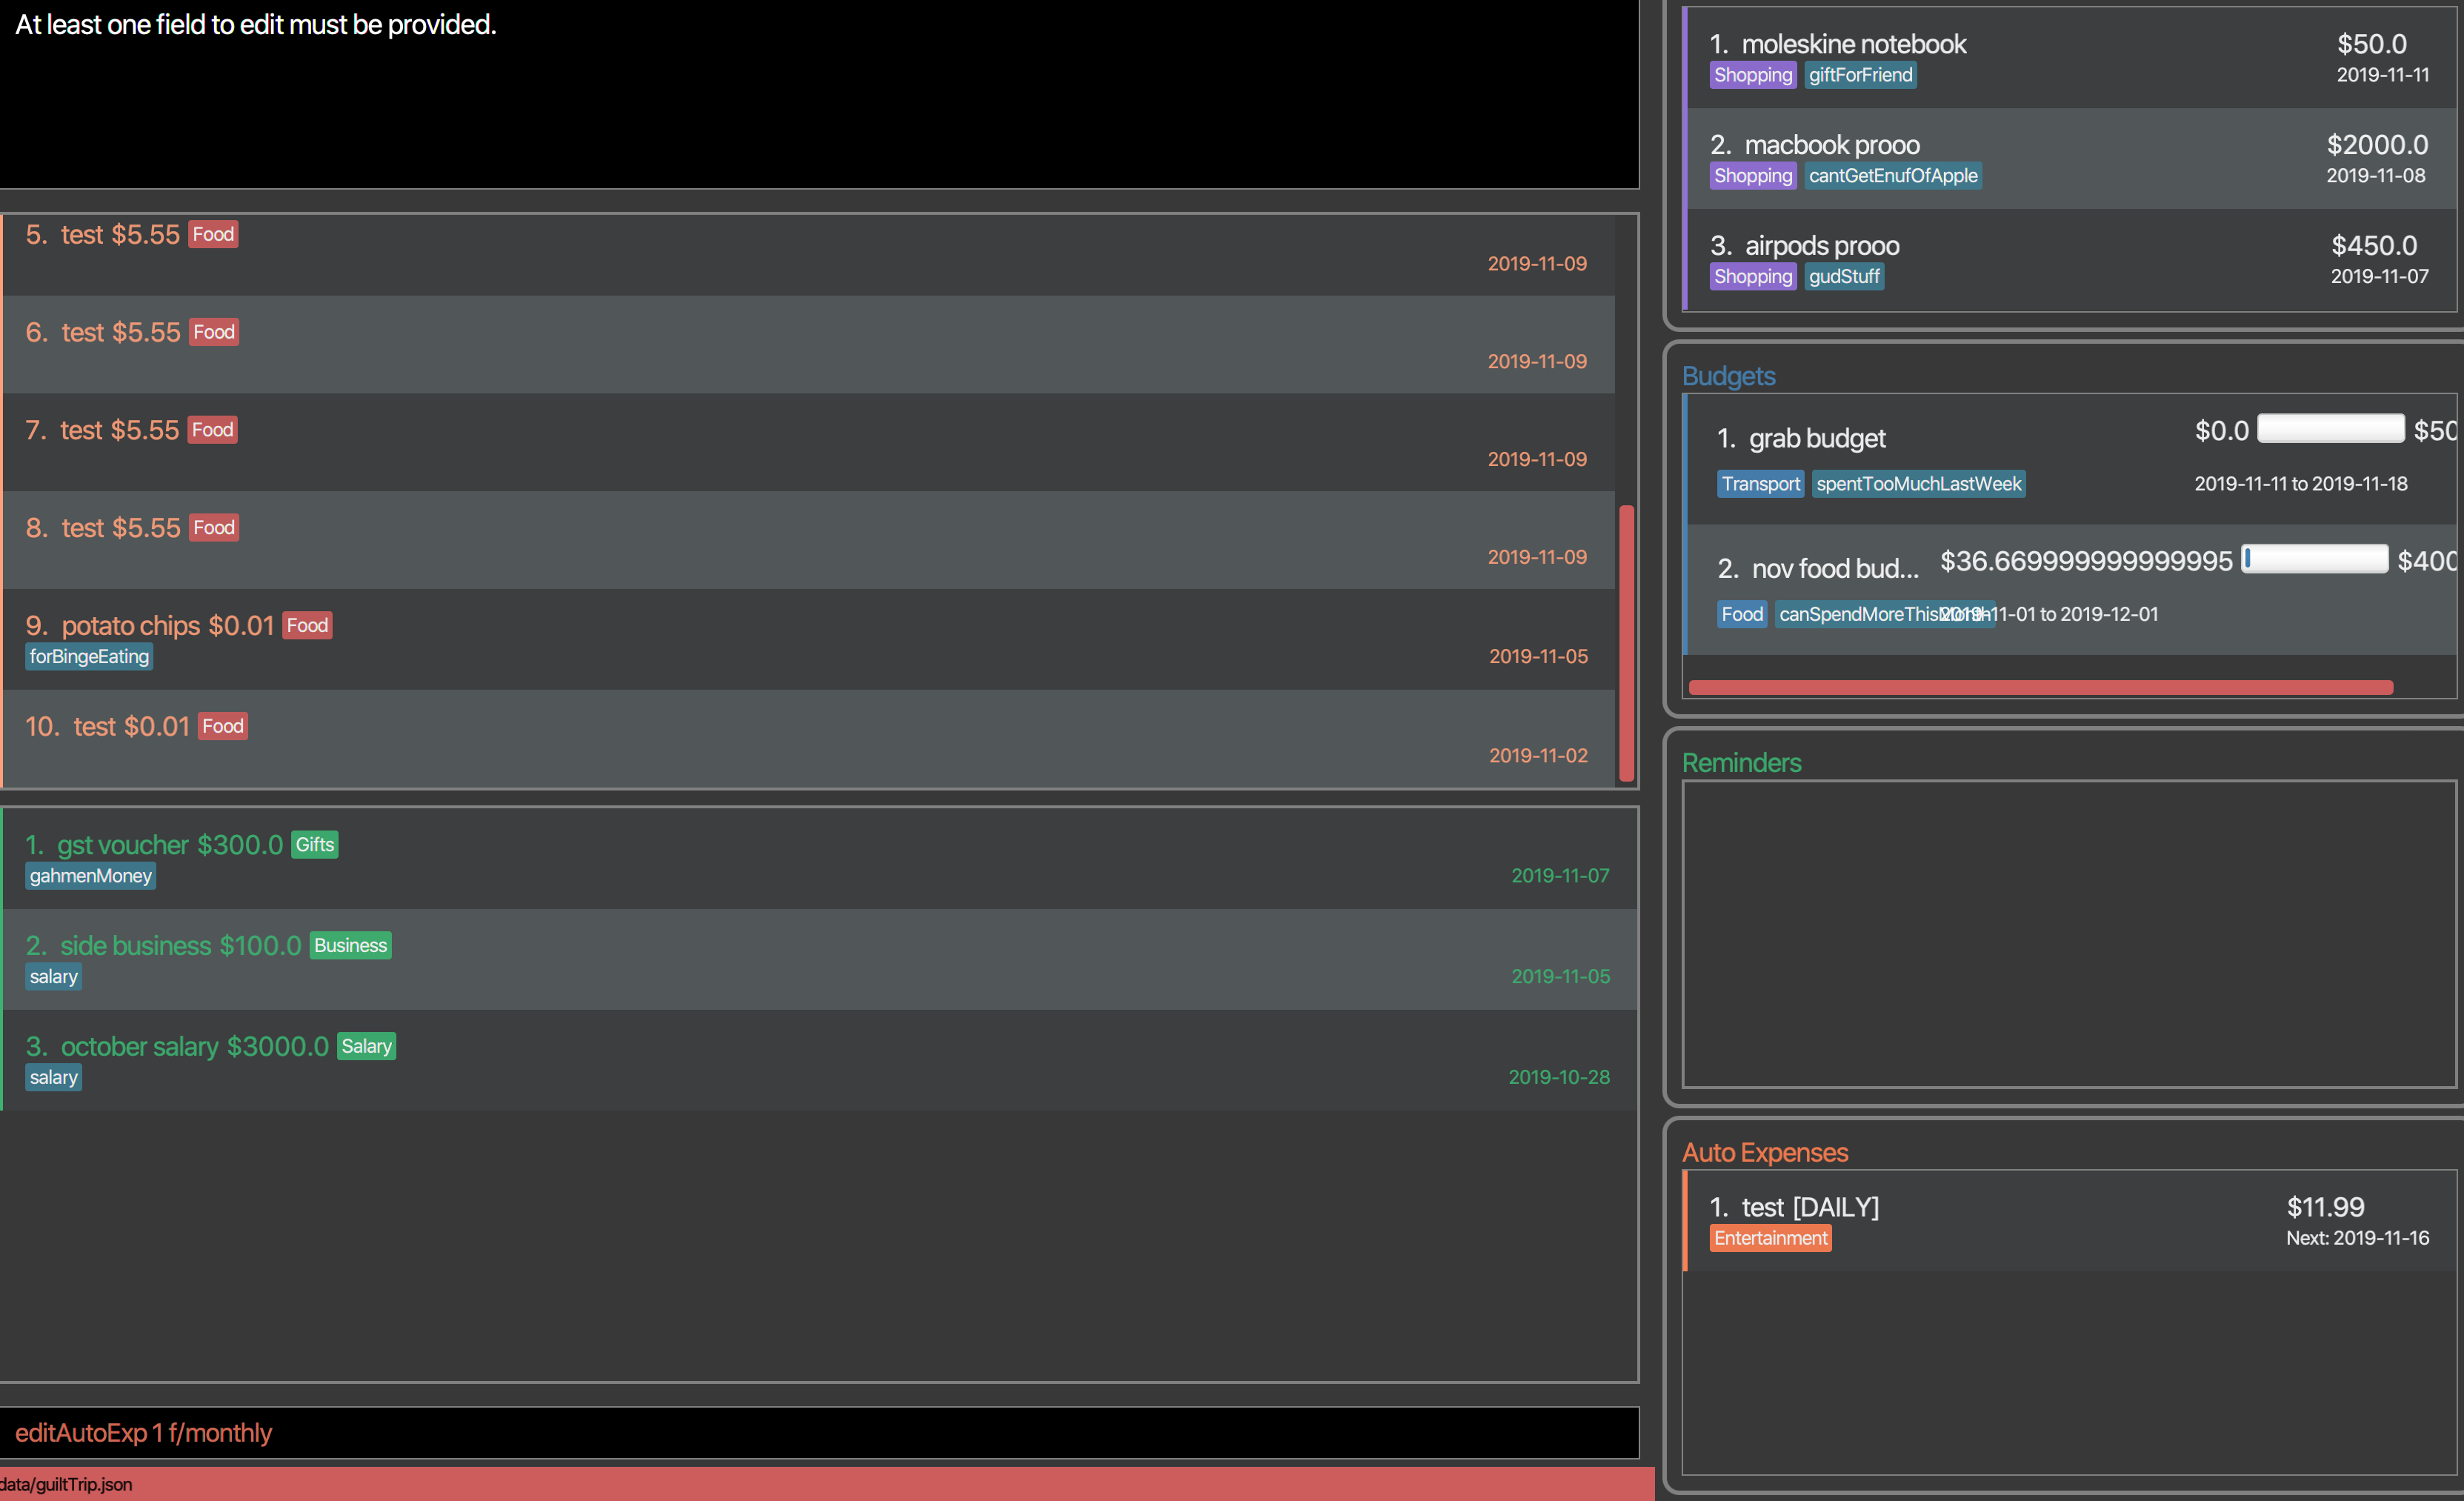 At least one field to edit must be provided.
5. test $5.55 Food
2019-11-09
6. test $5.55 Food
2019-11-09
7. test $5.55 Food
2019-11-09
8. test $5.55 Food
2019-11-09
9. potato chips $0.01 Food
forBingeEating 2019-11-05
10. test $0.01 Food
2019-11-02
1. gst voucher $300.0 Gifts
gahmenMoney 2019-11-07
2. side business $100.0 Business
salary 2019-11-05
3. october salary $3000.0 Salary
salary 2019-10-28
editAutoExp 1 f/monthly
data/guiltTrip.json
1. moleskine notebook $50.0
Shopping giftForFriend 2019-11-11
2. macbook prooo $2000.0
Shopping cantGetEnufOfApple 2019-11-08
3. airpods prooo $450.0
Shopping gudStuff 2019-11-07
Budgets
1. grab budget $0.0 $50
Transport spentTooMuchLastWeek 2019-11-11 to 2019-11-18
2. nov food bud... $36.669999999999995 $400
Food canSpendMoreThisMonth 2019-11-01 to 2019-12-01
Reminders
Auto Expenses
1. test [DAILY] $11.99
Entertainment Next: 2019-11-16